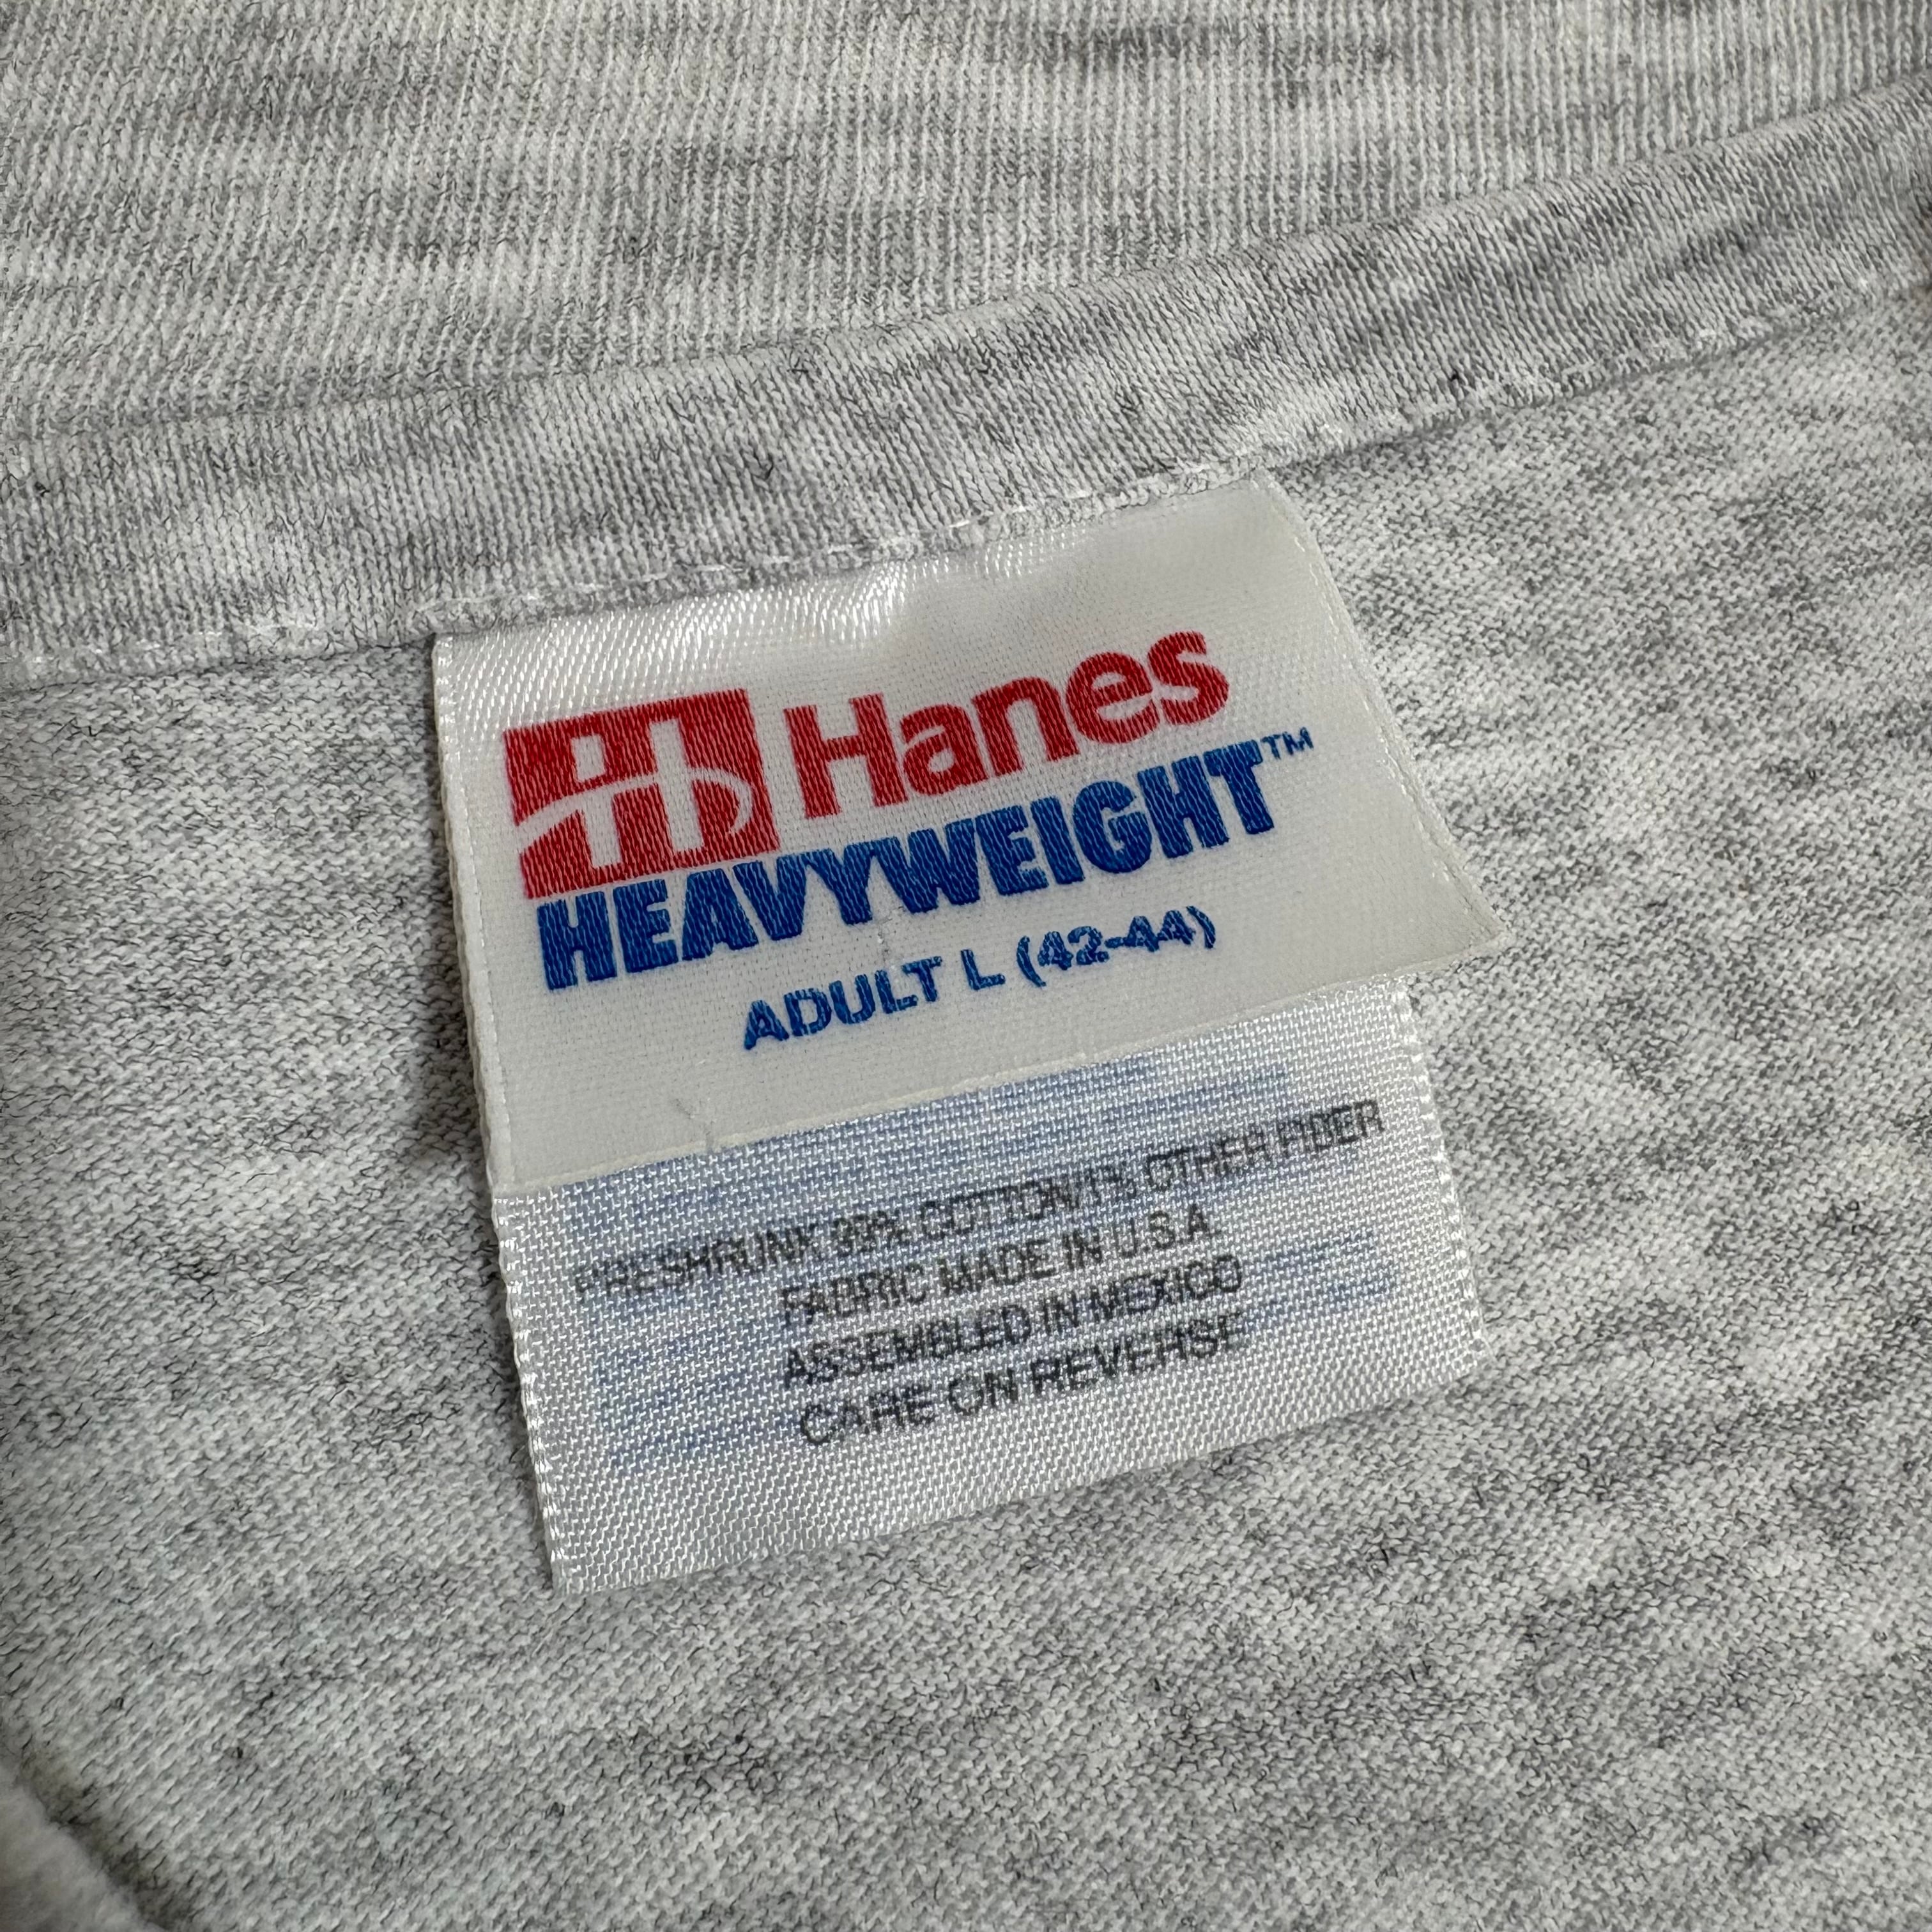 Hanes
HEAVYWEIGHT™
ADULT L (42-44)
PRESHRUNK 99% COTTON/1% OTHER FIBER
FABRIC MADE IN U.S.A
ASSEMBLED IN MEXICO
CARE ON REVERSE